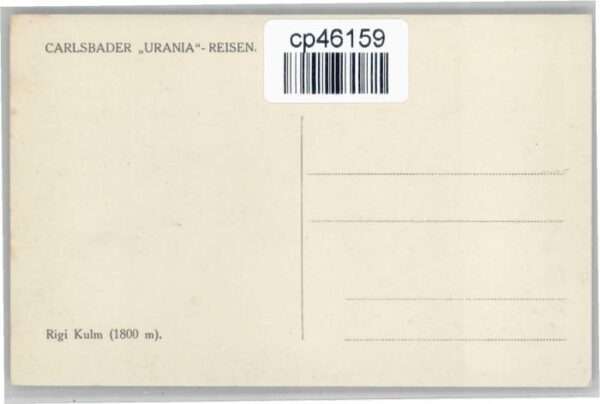 CARLSBADER „URANIA“-REISEN.
cp46159
Rigi Kulm (1800 m).